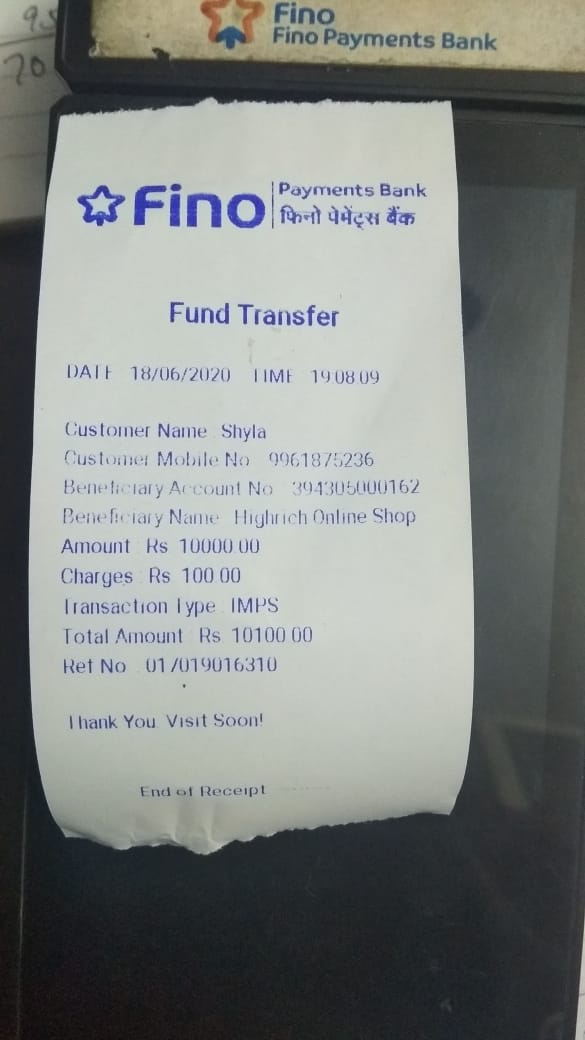 95
70
Fino
Fino Payments Bank
Fino Payments Bank
फिनो पेमेंट्स बैंक
Fund Transfer
DATE 18/06/2020 TIME 19:08:09
Customer Name Shyla
Customer Mobile No 9961875236
Beneficiary Account No 394305000162
Beneficiary Name Highrich Online Shop
Amount Rs 10000.00
Charges : Rs 100.00
Transaction Type IMPS
Total Amount Rs 10100.00
Ref No 017019016310
Thank You. Visit Soon!
End of Receipt